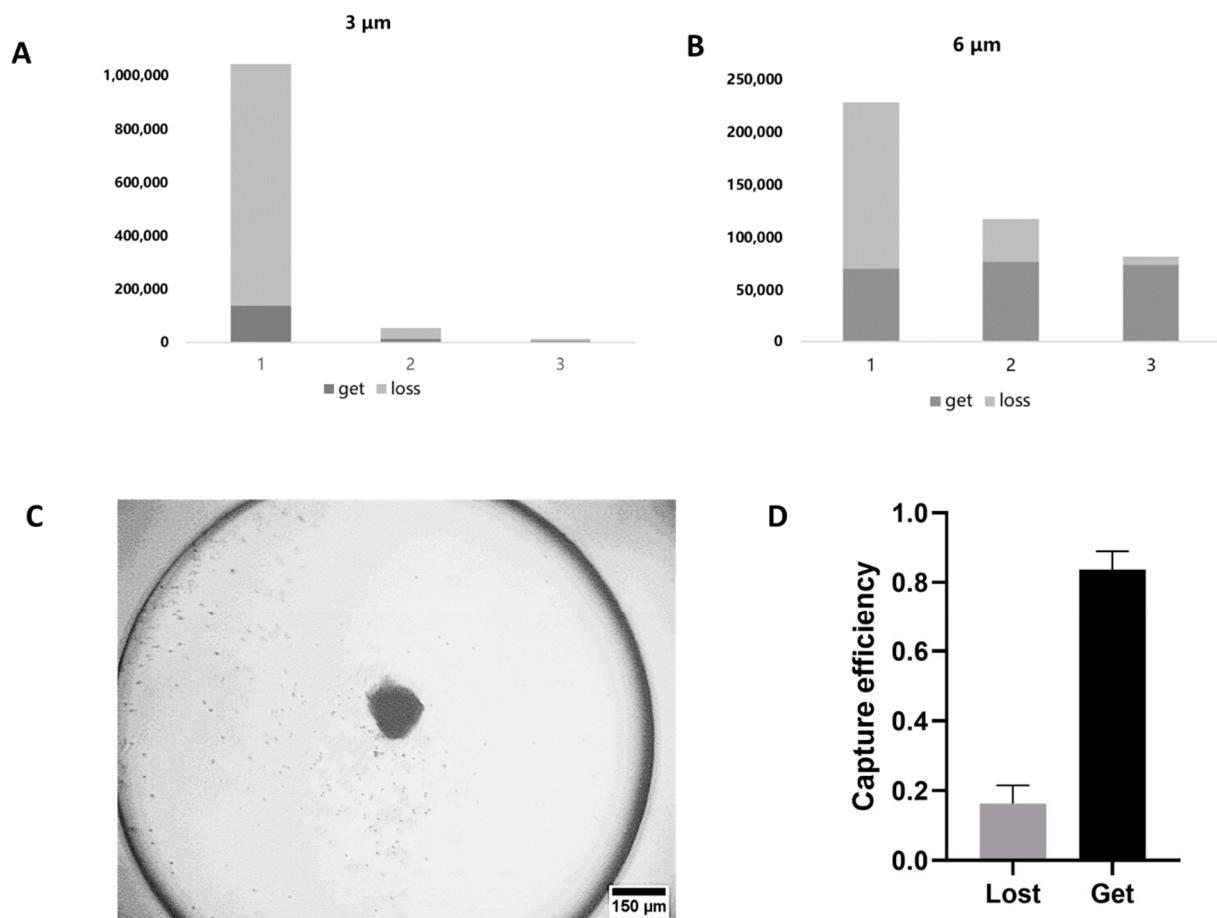 A
3 µm
1,000,000
800,000
600,000
400,000
200,000
0
1 2 3
get loss
B
6 µm
250,000
200,000
150,000
100,000
50,000
0
1 2 3
get loss
C
150 µm
D
Capture efficiency
1.0
0.8
0.6
0.4
0.2
0.0
Lost Get